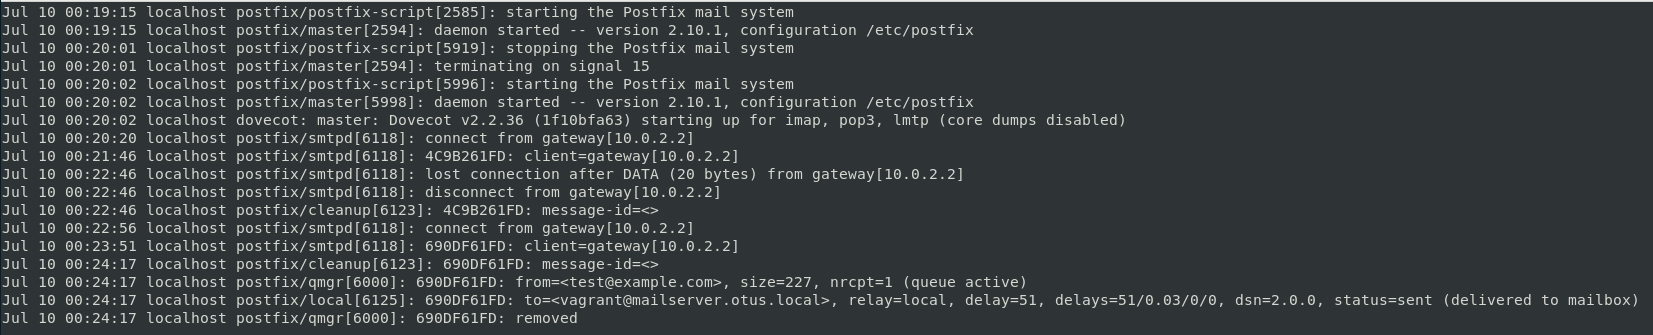 Jul 10 00:19:15 localhost postfix/postfix-script[2585]: starting the Postfix mail system
Jul 10 00:19:15 localhost postfix/master[2594]: daemon started -- version 2.10.1, configuration /etc/postfix
Jul 10 00:20:01 localhost postfix/postfix-script[5919]: stopping the Postfix mail system
Jul 10 00:20:01 localhost postfix/master[2594]: terminating on signal 15
Jul 10 00:20:02 localhost postfix/postfix-script[5996]: starting the Postfix mail system
Jul 10 00:20:02 localhost postfix/master[5998]: daemon started -- version 2.10.1, configuration /etc/postfix
Jul 10 00:20:02 localhost dovecot: master: Dovecot v2.2.36 (1f10bfa63) starting up for imap, pop3, lmtp (core dumps disabled)
Jul 10 00:20:20 localhost postfix/smtpd[6118]: connect from gateway[10.0.2.2]
Jul 10 00:21:46 localhost postfix/smtpd[6118]: 4C9B261FD: client=gateway[10.0.2.2]
Jul 10 00:22:46 localhost postfix/smtpd[6118]: lost connection after DATA (20 bytes) from gateway[10.0.2.2]
Jul 10 00:22:46 localhost postfix/smtpd[6118]: disconnect from gateway[10.0.2.2]
Jul 10 00:22:46 localhost postfix/cleanup[6123]: 4C9B261FD: message-id=<>
Jul 10 00:22:56 localhost postfix/smtpd[6118]: connect from gateway[10.0.2.2]
Jul 10 00:23:51 localhost postfix/smtpd[6118]: 690DF61FD: client=gateway[10.0.2.2]
Jul 10 00:24:17 localhost postfix/cleanup[6123]: 690DF61FD: message-id=<>
Jul 10 00:24:17 localhost postfix/qmgr[6000]: 690DF61FD: from=<test@example.com>, size=227, nrcpt=1 (queue active)
Jul 10 00:24:17 localhost postfix/local[6125]: 690DF61FD: to=<vagrant@mailserver.otus.local>, relay=local, delay=51, delays=51/0.03/0/0, dsn=2.0.0, status=sent (delivered to mailbox)
Jul 10 00:24:17 localhost postfix/qmgr[6000]: 690DF61FD: removed